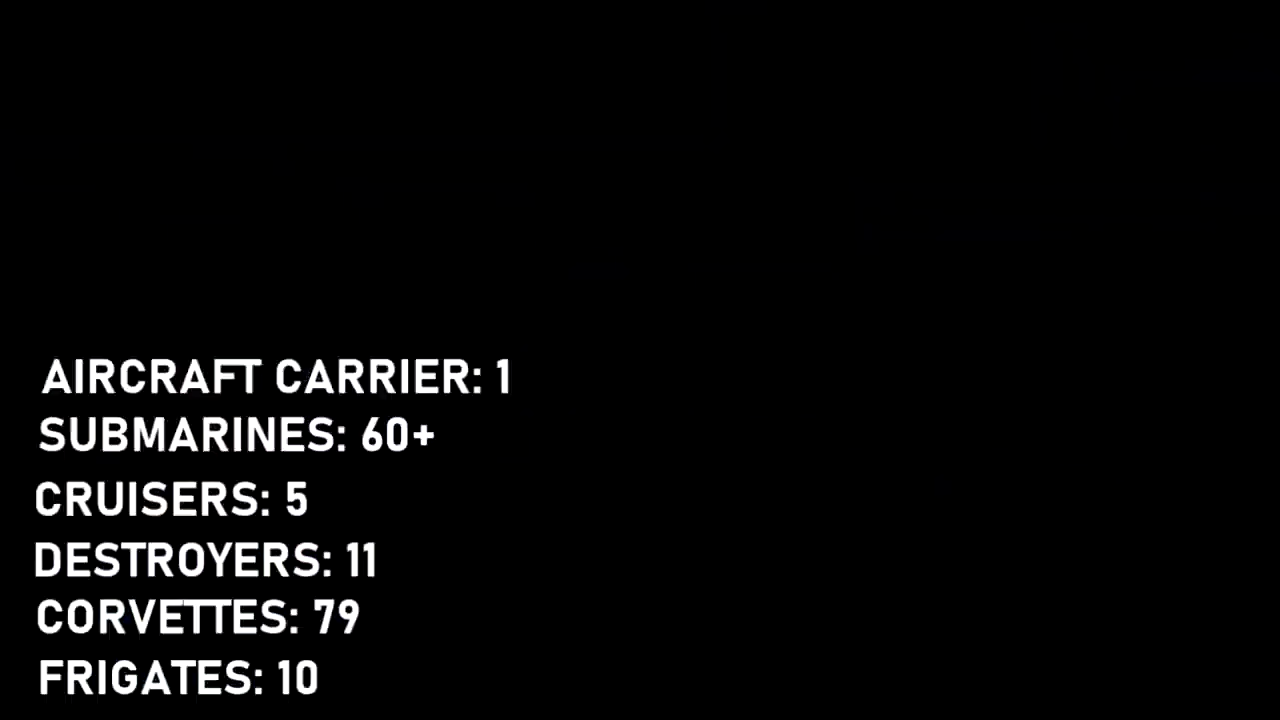 AIRCRAFT CARRIER: 1
SUBMARINES: 60+
CRUISERS: 5
DESTROYERS: 11
CORVETTES: 79
FRIGATES: 10